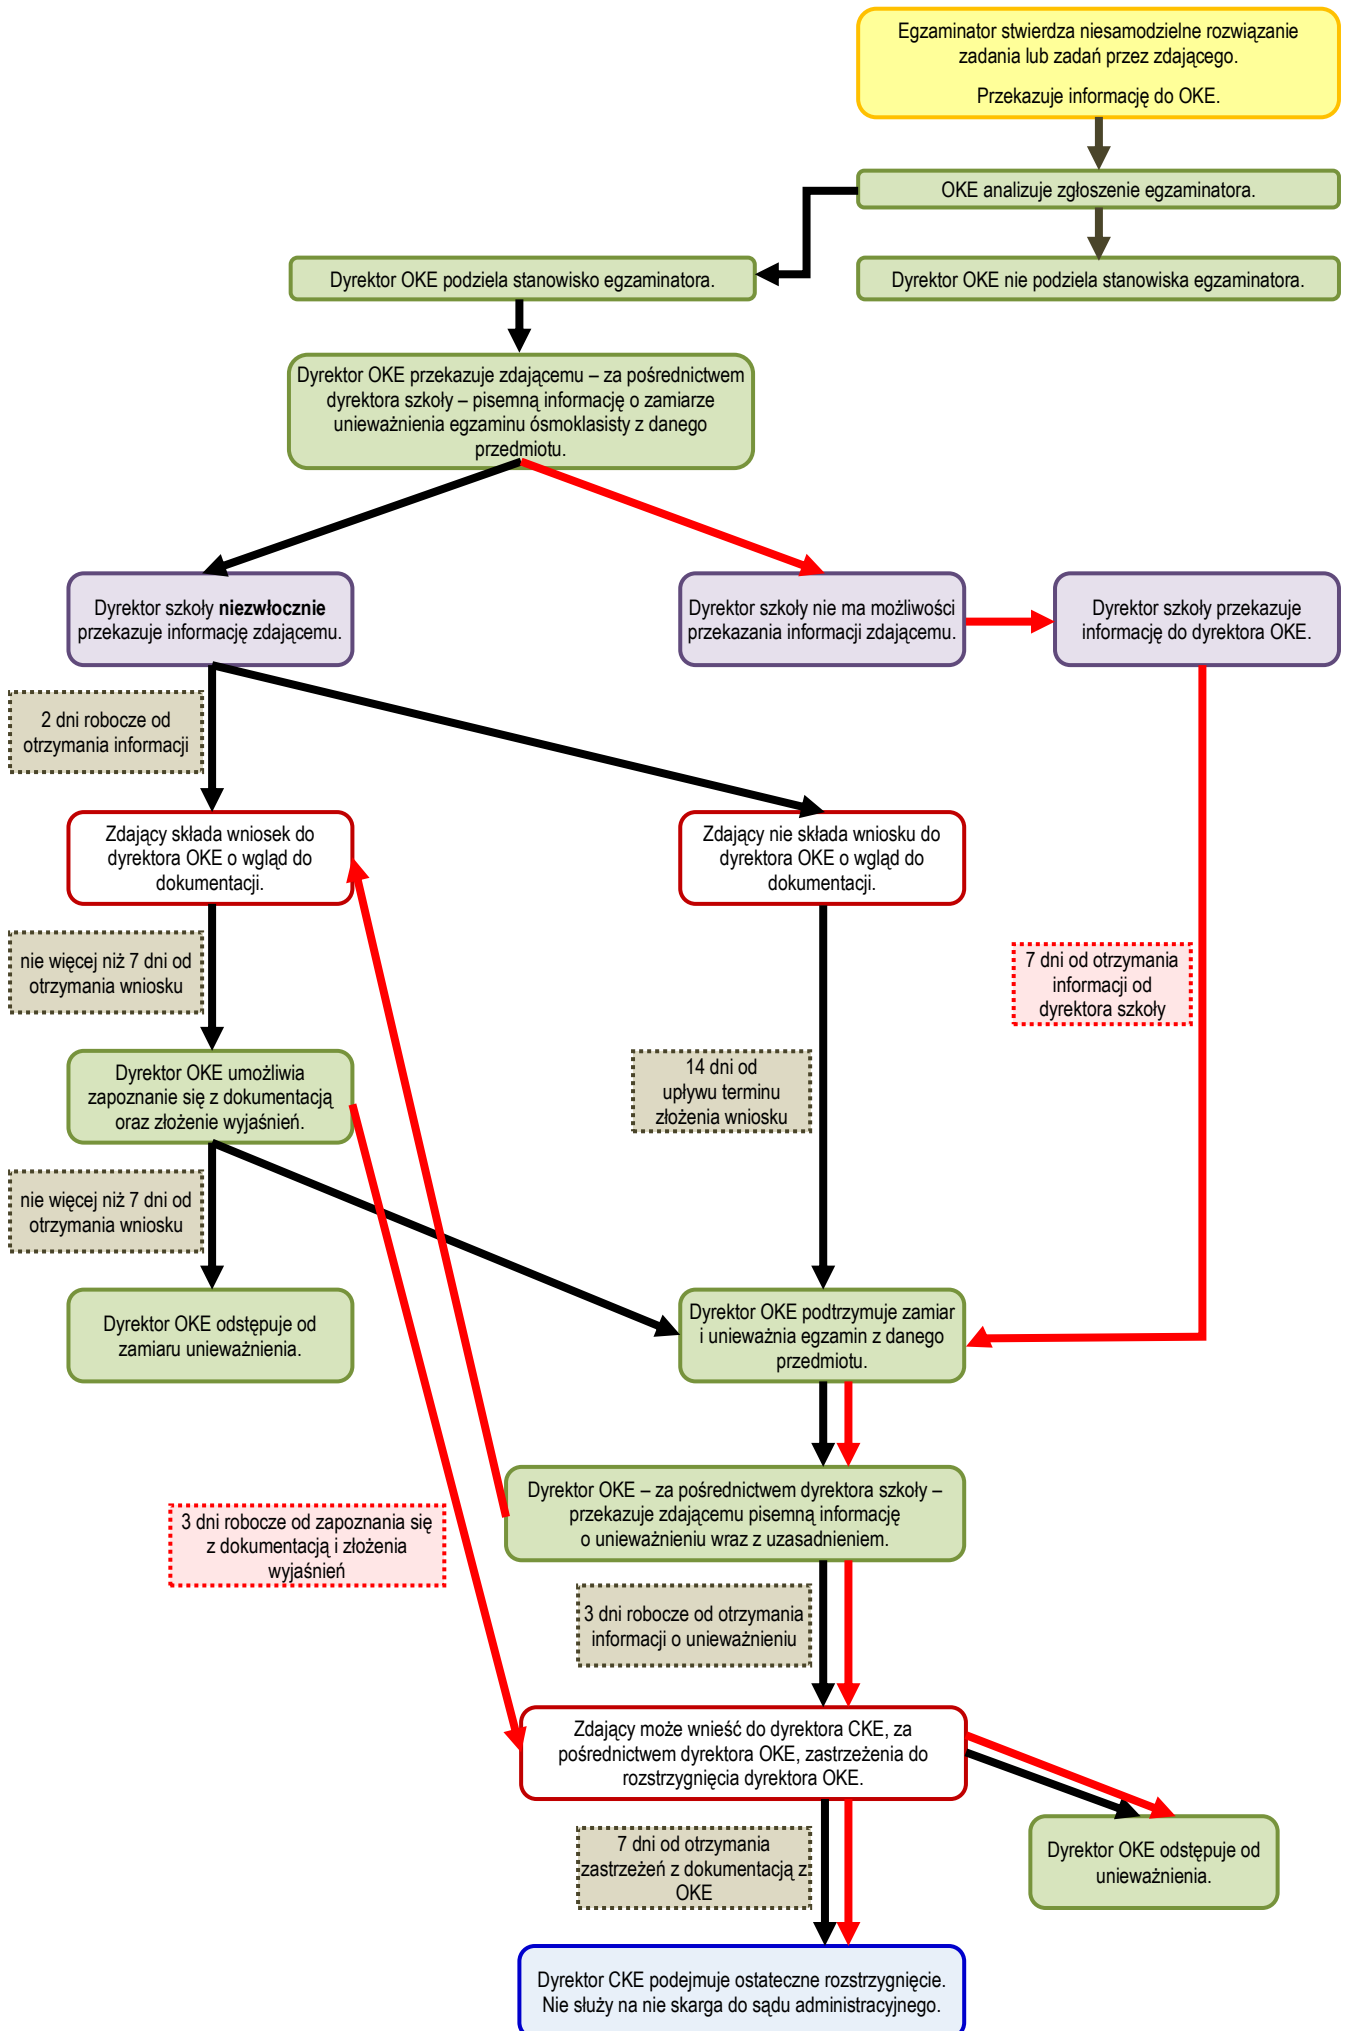 Egzaminator stwierdza niesamodzielne rozwiązanie
zadania lub zadań przez zdającego.
Przekazuje informację do OKE.
OKE analizuje zgłoszenie egzaminatora.
Dyrektor OKE podziela stanowisko egzaminatora.
Dyrektor OKE nie podziela stanowiska egzaminatora.
Dyrektor OKE przekazuje zdającemu – za pośrednictwem
dyrektora szkoły – pisemną informację o zamiarze
unieważnienia egzaminu ósmoklasisty z danego
przedmiotu.
Dyrektor szkoły niezwłocznie
przekazuje informację zdającemu.
Dyrektor szkoły nie ma możliwości
przekazania informacji zdającemu.
Dyrektor szkoły przekazuje
informację do dyrektora OKE.
2 dni robocze od
otrzymania informacji
Zdający składa wniosek do
dyrektora OKE o wgląd do
dokumentacji.
Zdający nie składa wniosku do
dyrektora OKE o wgląd do
dokumentacji.
nie więcej niż 7 dni od
otrzymania wniosku
7 dni od otrzymania
informacji od
dyrektora szkoły
Dyrektor OKE umożliwia
zapoznanie się z dokumentacją
oraz złożenie wyjaśnień.
14 dni od
upływu terminu
złożenia wniosku
nie więcej niż 7 dni od
otrzymania wniosku
Dyrektor OKE odstępuje od
zamiaru unieważnienia.
Dyrektor OKE podtrzymuje zamiar
i unieważnia egzamin z danego
przedmiotu.
Dyrektor OKE – za pośrednictwem dyrektora szkoły –
przekazuje zdającemu pisemną informację
o unieważnieniu wraz z uzasadnieniem.
3 dni robocze od zapoznania się
z dokumentacją i złożenia
wyjaśnień
3 dni robocze od otrzymania
informacji o unieważnieniu
Zdający może wnieść do dyrektora CKE, za
pośrednictwem dyrektora OKE, zastrzeżenia do
rozstrzygnięcia dyrektora OKE.
7 dni od otrzymania
zastrzeżeń z dokumentacją z
OKE
Dyrektor OKE odstępuje od
unieważnienia.
Dyrektor CKE podejmuje ostateczne rozstrzygnięcie.
Nie służy na nie skarga do sądu administracyjnego.